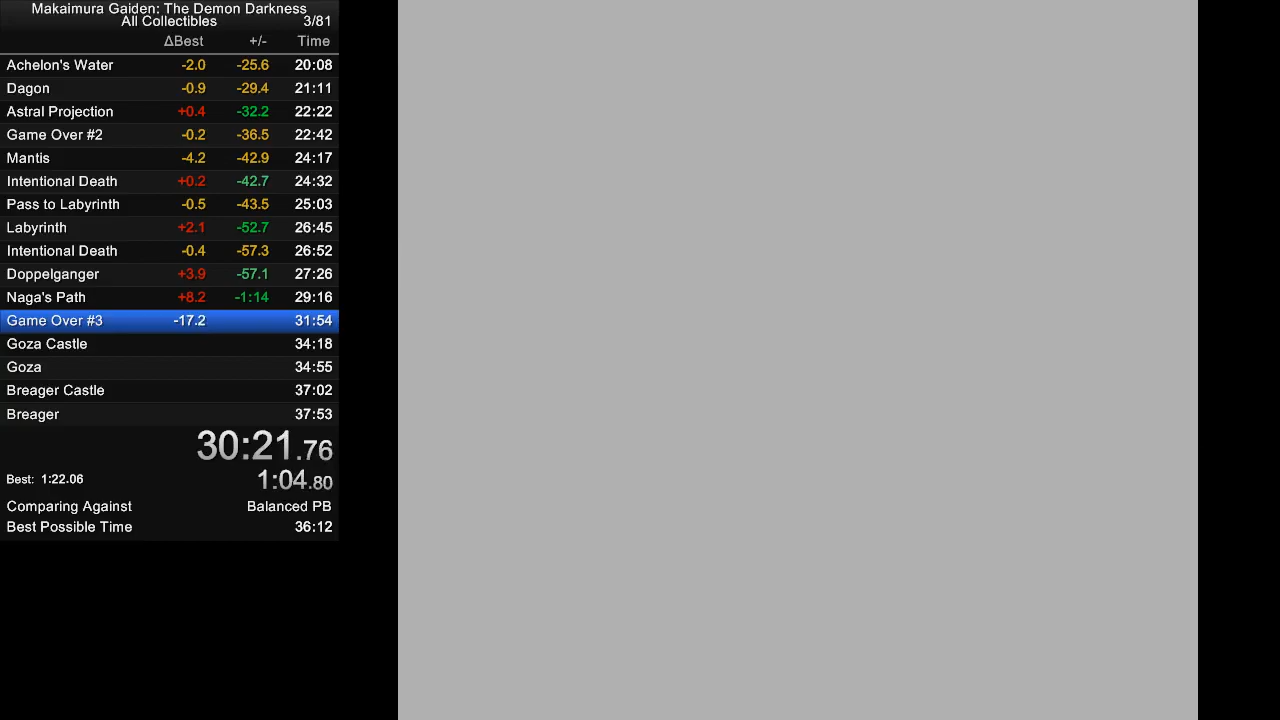 Makaimura Gaiden: The Demon Darkness
All Collectibles 3/81
ΔBest +/- Time
Achelon's Water -2.0 -25.6 20:08
Dagon -0.9 -29.4 21:11
Astral Projection +0.4 -32.2 22:22
Game Over #2 -0.2 -36.5 22:42
Mantis -4.2 -42.9 24:17
Intentional Death +0.2 -42.7 24:32
Pass to Labyrinth -0.5 -43.5 25:03
Labyrinth +2.1 -52.7 26:45
Intentional Death -0.4 -57.3 26:52
Doppelganger +3.9 -57.1 27:26
Naga's Path +8.2 -1:14 29:16
Game Over #3 -17.2 31:54
Goza Castle 34:18
Goza 34:55
Breager Castle 37:02
Breager 37:53
30:21.76
Best: 1:22.06 1:04.80
Comparing Against Balanced PB
Best Possible Time 36:12